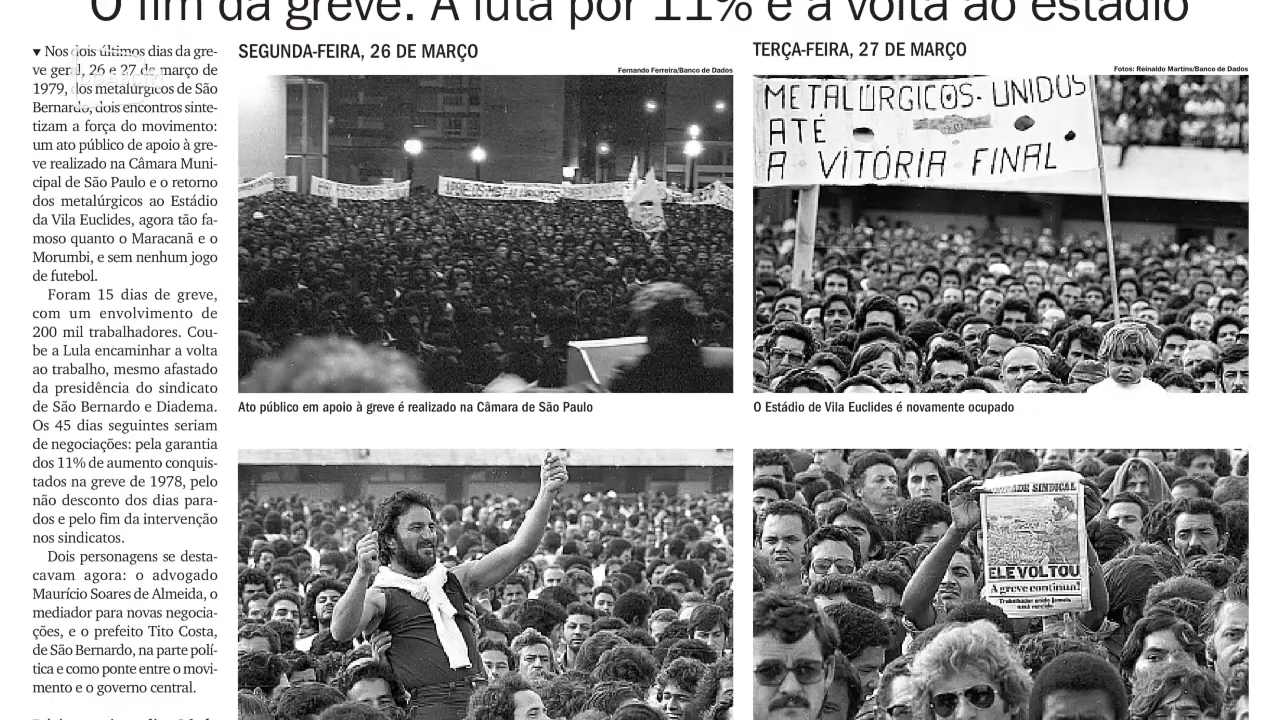 O fim da greve. A luta por 11% e a volta ao estádio
▼ Nos dois últimos dias da gre-
ve geral, 26 e 27 de março de
1979, dos metalúrgicos de São
Bernardo, dois encontros sinte-
tizam a força do movimento:
um ato público de apoio à gre-
ve realizado na Câmara Muni-
cipal de São Paulo e o retorno
dos metalúrgicos ao Estádio
da Vila Euclides, agora tão fa-
moso quanto o Maracanã e o
Morumbi, e sem nenhum jogo
de futebol.
Foram 15 dias de greve,
com um envolvimento de
200 mil trabalhadores. Cou-
be a Lula encaminhar a volta
ao trabalho, mesmo afastado
da presidência do sindicato
de São Bernardo e Diadema.
Os 45 dias seguintes seriam
de negociações: pela garantia
dos 11% de aumento conquis-
tados na greve de 1978, pelo
não desconto dos dias para-
dos e pelo fim da intervenção
nos sindicatos.
Dois personagens se desta-
cavam agora: o advogado
Maurício Soares de Almeida, o
mediador para novas negocia-
ções, e o prefeito Tito Costa,
de São Bernardo, na parte polí-
tica e como ponte entre o movi-
mento e o governo central.
SEGUNDA-FEIRA, 26 DE MARÇO
Fernando Ferreira/Banco de Dados
Ato público em apoio à greve é realizado na Câmara de São Paulo
TERÇA-FEIRA, 27 DE MARÇO
Fotos: Reinaldo Martins/Banco de Dados
METALÚRGICOS- UNIDOS
ATÉ
A VITÓRIA FINAL
O Estádio de Vila Euclides é novamente ocupado
SINDICAL
ELE VOLTOU
A greve continua!
Trabalhador unido jamais
será vencido